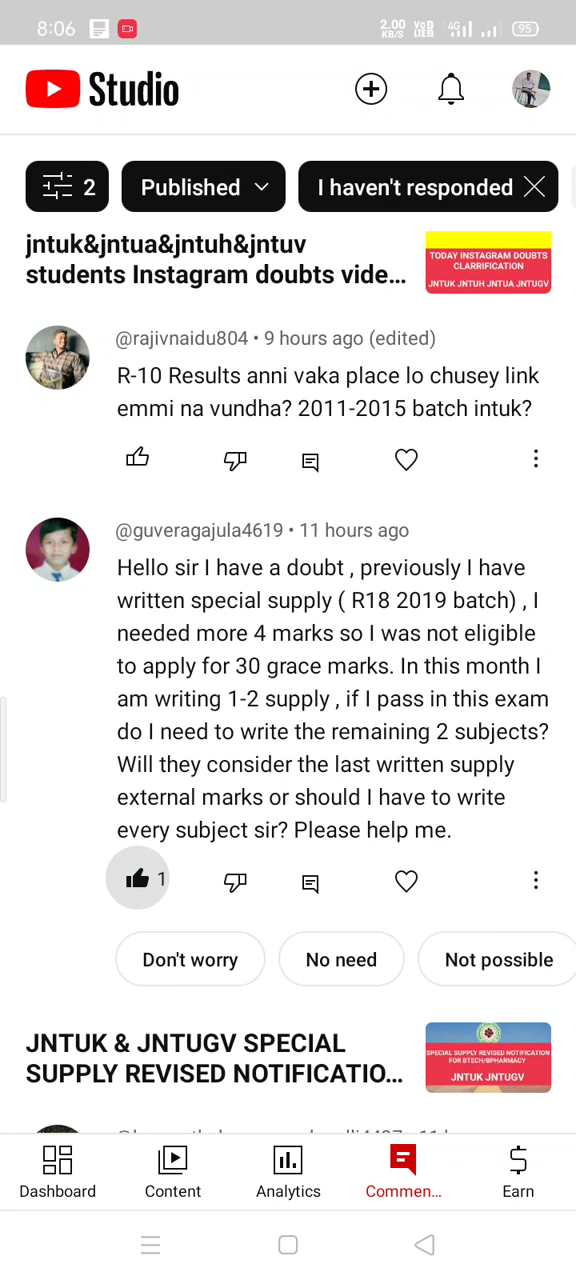 8:06
2.00
KB/S
4G
95
Studio
2
Published
I haven't responded
jntuk&jntua&jntuh&jntuv
students Instagram doubts vide...
TODAY INSTAGRAM DOUBTS
CLARRIFICATION
JNTUK JNTUH JNTUA JNTUGV
@rajivnaidu804 • 9 hours ago (edited)
R-10 Results anni vaka place lo chusey link
emmi na vundha? 2011-2015 batch intuk?
@guveragajula4619 • 11 hours ago
Hello sir I have a doubt , previously I have
written special supply ( R18 2019 batch) , I
needed more 4 marks so I was not eligible
to apply for 30 grace marks. In this month I
am writing 1-2 supply , if I pass in this exam
do I need to write the remaining 2 subjects?
Will they consider the last written supply
external marks or should I have to write
every subject sir? Please help me.
1
Don't worry
No need
Not possible
JNTUK & JNTUGV SPECIAL
SUPPLY REVISED NOTIFICATIO...
SPECIAL SUPPLY REVISED NOTIFICATION
FOR BTECH/BPHARMACY
JNTUK JNTUGV
Dashboard
Content
Analytics
Commen...
Earn